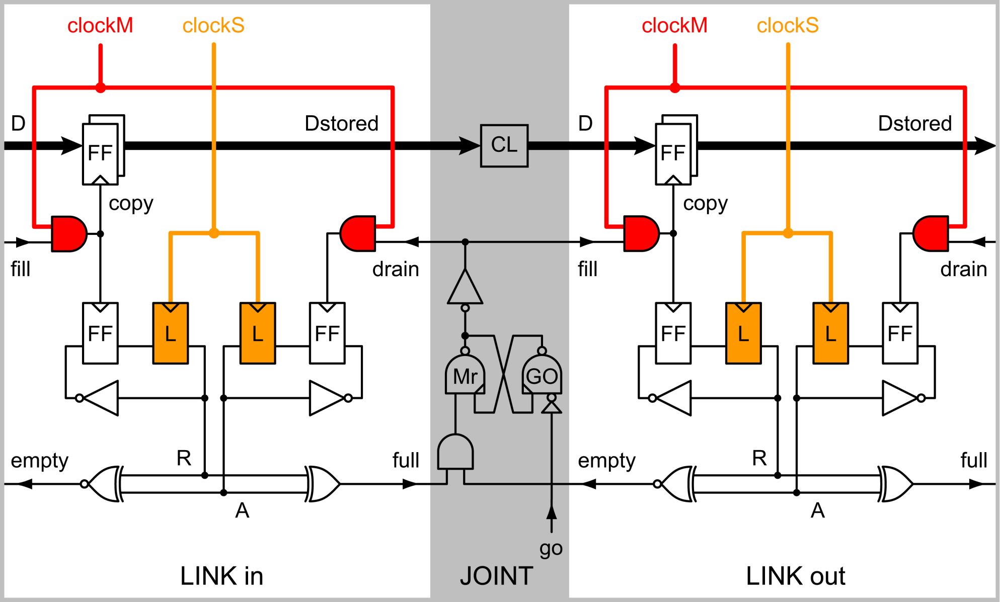 clockM
clockS
clockM
clockS
D
Dstored
D
Dstored
FF
CL
FF
copy
copy
fill
drain
fill
drain
FF
L
L
FF
FF
L
L
FF
Mr
GO
empty
R
full
empty
R
full
A
A
go
LINK in
JOINT
LINK out